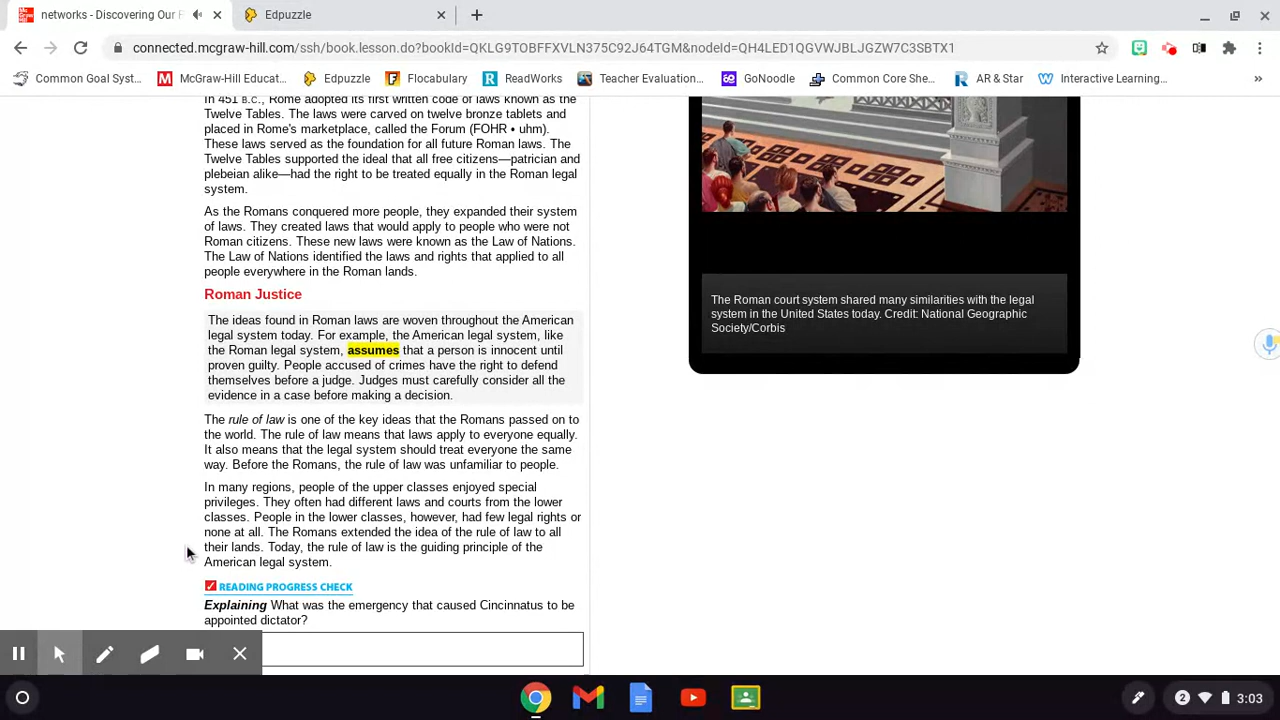 networks - Discovering Our F
Edpuzzle
connected.mcgraw-hill.com/ssh/book.lesson.do?bookId=QKLG9TOBFFXVLN375C92J64TGM&nodeId=QH4LED1QGVWJBLJGZW7C3SBTX1
Common Goal Syst...
McGraw-Hill Educat...
Edpuzzle
Flocabulary
ReadWorks
Teacher Evaluation...
GoNoodle
Common Core She...
AR & Star
Interactive Learning...
»
In 451 B.C., Rome adopted its first written code of laws known as the
Twelve Tables. The laws were carved on twelve bronze tablets and
placed in Rome's marketplace, called the Forum (FOHR • uhm).
These laws served as the foundation for all future Roman laws. The
Twelve Tables supported the ideal that all free citizens—patrician and
plebeian alike—had the right to be treated equally in the Roman legal
system.
As the Romans conquered more people, they expanded their system
of laws. They created laws that would apply to people who were not
Roman citizens. These new laws were known as the Law of Nations.
The Law of Nations identified the laws and rights that applied to all
people everywhere in the Roman lands.
Roman Justice
The ideas found in Roman laws are woven throughout the American
legal system today. For example, the American legal system, like
the Roman legal system, assumes that a person is innocent until
proven guilty. People accused of crimes have the right to defend
themselves before a judge. Judges must carefully consider all the
evidence in a case before making a decision.
The rule of law is one of the key ideas that the Romans passed on to
the world. The rule of law means that laws apply to everyone equally.
It also means that the legal system should treat everyone the same
way. Before the Romans, the rule of law was unfamiliar to people.
In many regions, people of the upper classes enjoyed special
privileges. They often had different laws and courts from the lower
classes. People in the lower classes, however, had few legal rights or
none at all. The Romans extended the idea of the rule of law to all
their lands. Today, the rule of law is the guiding principle of the
American legal system.
READING PROGRESS CHECK
Explaining What was the emergency that caused Cincinnatus to be
appointed dictator?
The Roman court system shared many similarities with the legal
system in the United States today. Credit: National Geographic
Society/Corbis
2
3:03